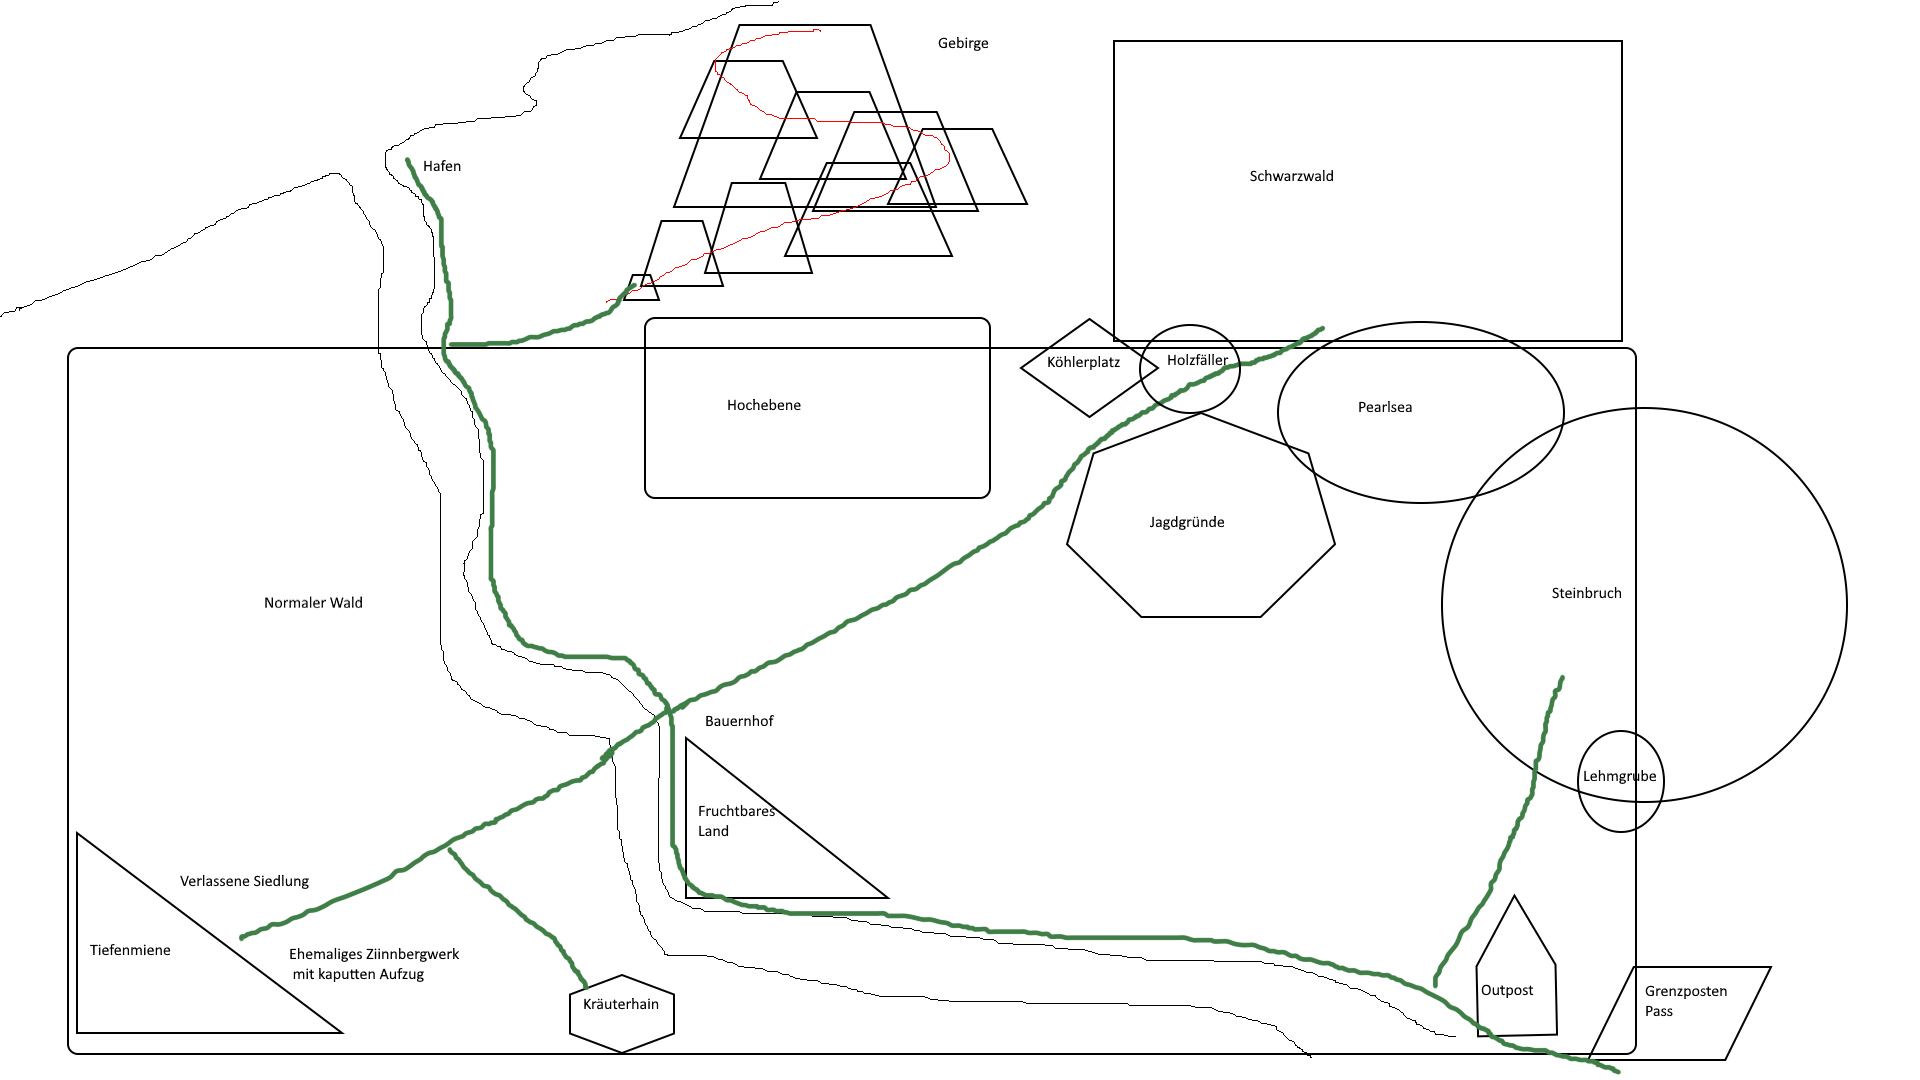 Gebirge
Hafen
Schwarzwald
Köhlerplatz
Holzfäller
Hochebene
Pearlsea
Jagdgründe
Steinbruch
Normaler Wald
Bauernhof
Lehmgrube
Fruchtbares
Land
Verlassene Siedlung
Tiefenmiene
Ehemaliges Ziinnbergwerk
mit kaputten Aufzug
Kräuterhain
Outpost
Grenzposten
Pass